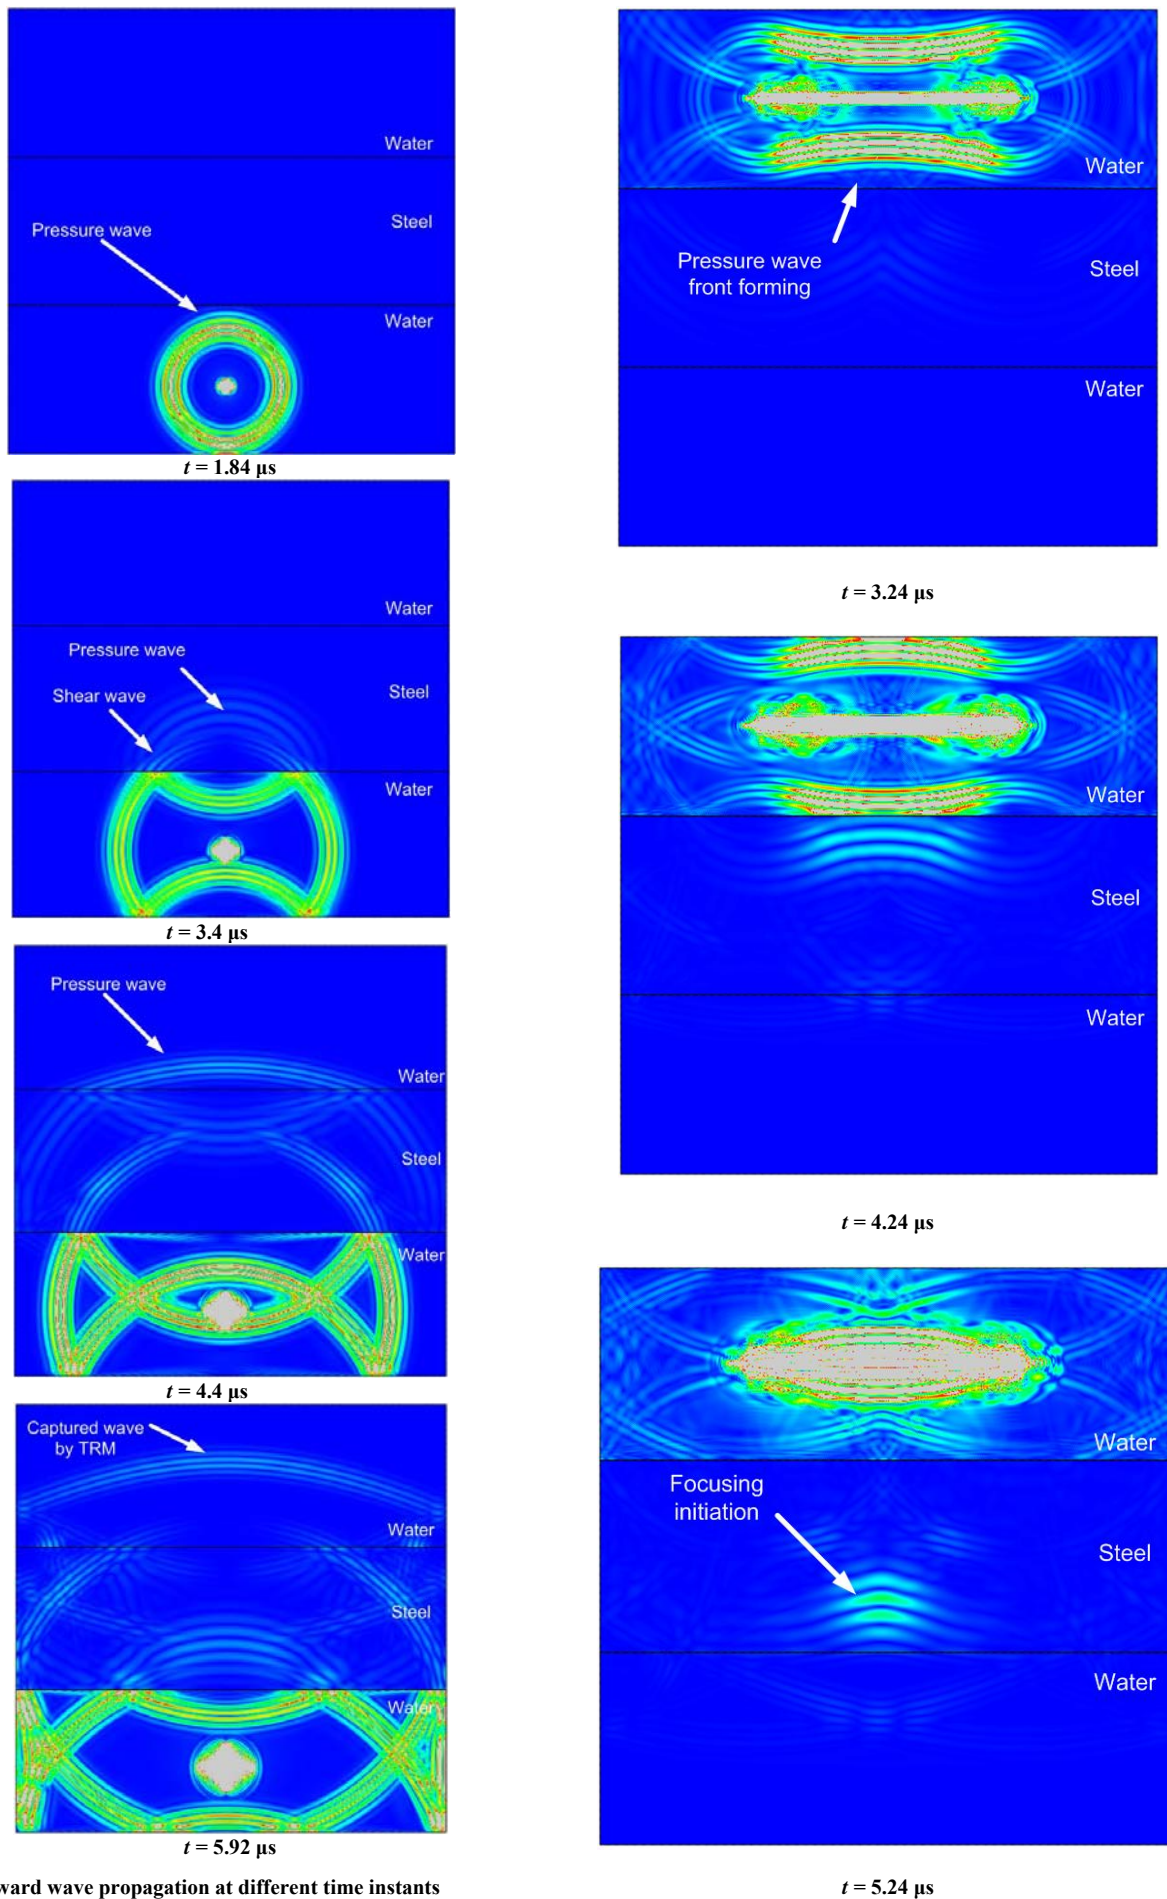 Water
Steel
Pressure wave
Water
t = 1.84 µs
Water
Pressure wave
Steel
Shear wave
Water
t = 3.4 µs
Pressure wave
Water
Steel
Water
t = 4.4 µs
Captured wave
by TRM
Water
Steel
Water
t = 5.92 µs
ward wave propagation at different time instants
Water
Pressure wave
front forming
Steel
Water
t = 3.24 µs
Water
Steel
Water
t = 4.24 µs
Water
Focusing
initiation
Steel
Water
t = 5.24 µs